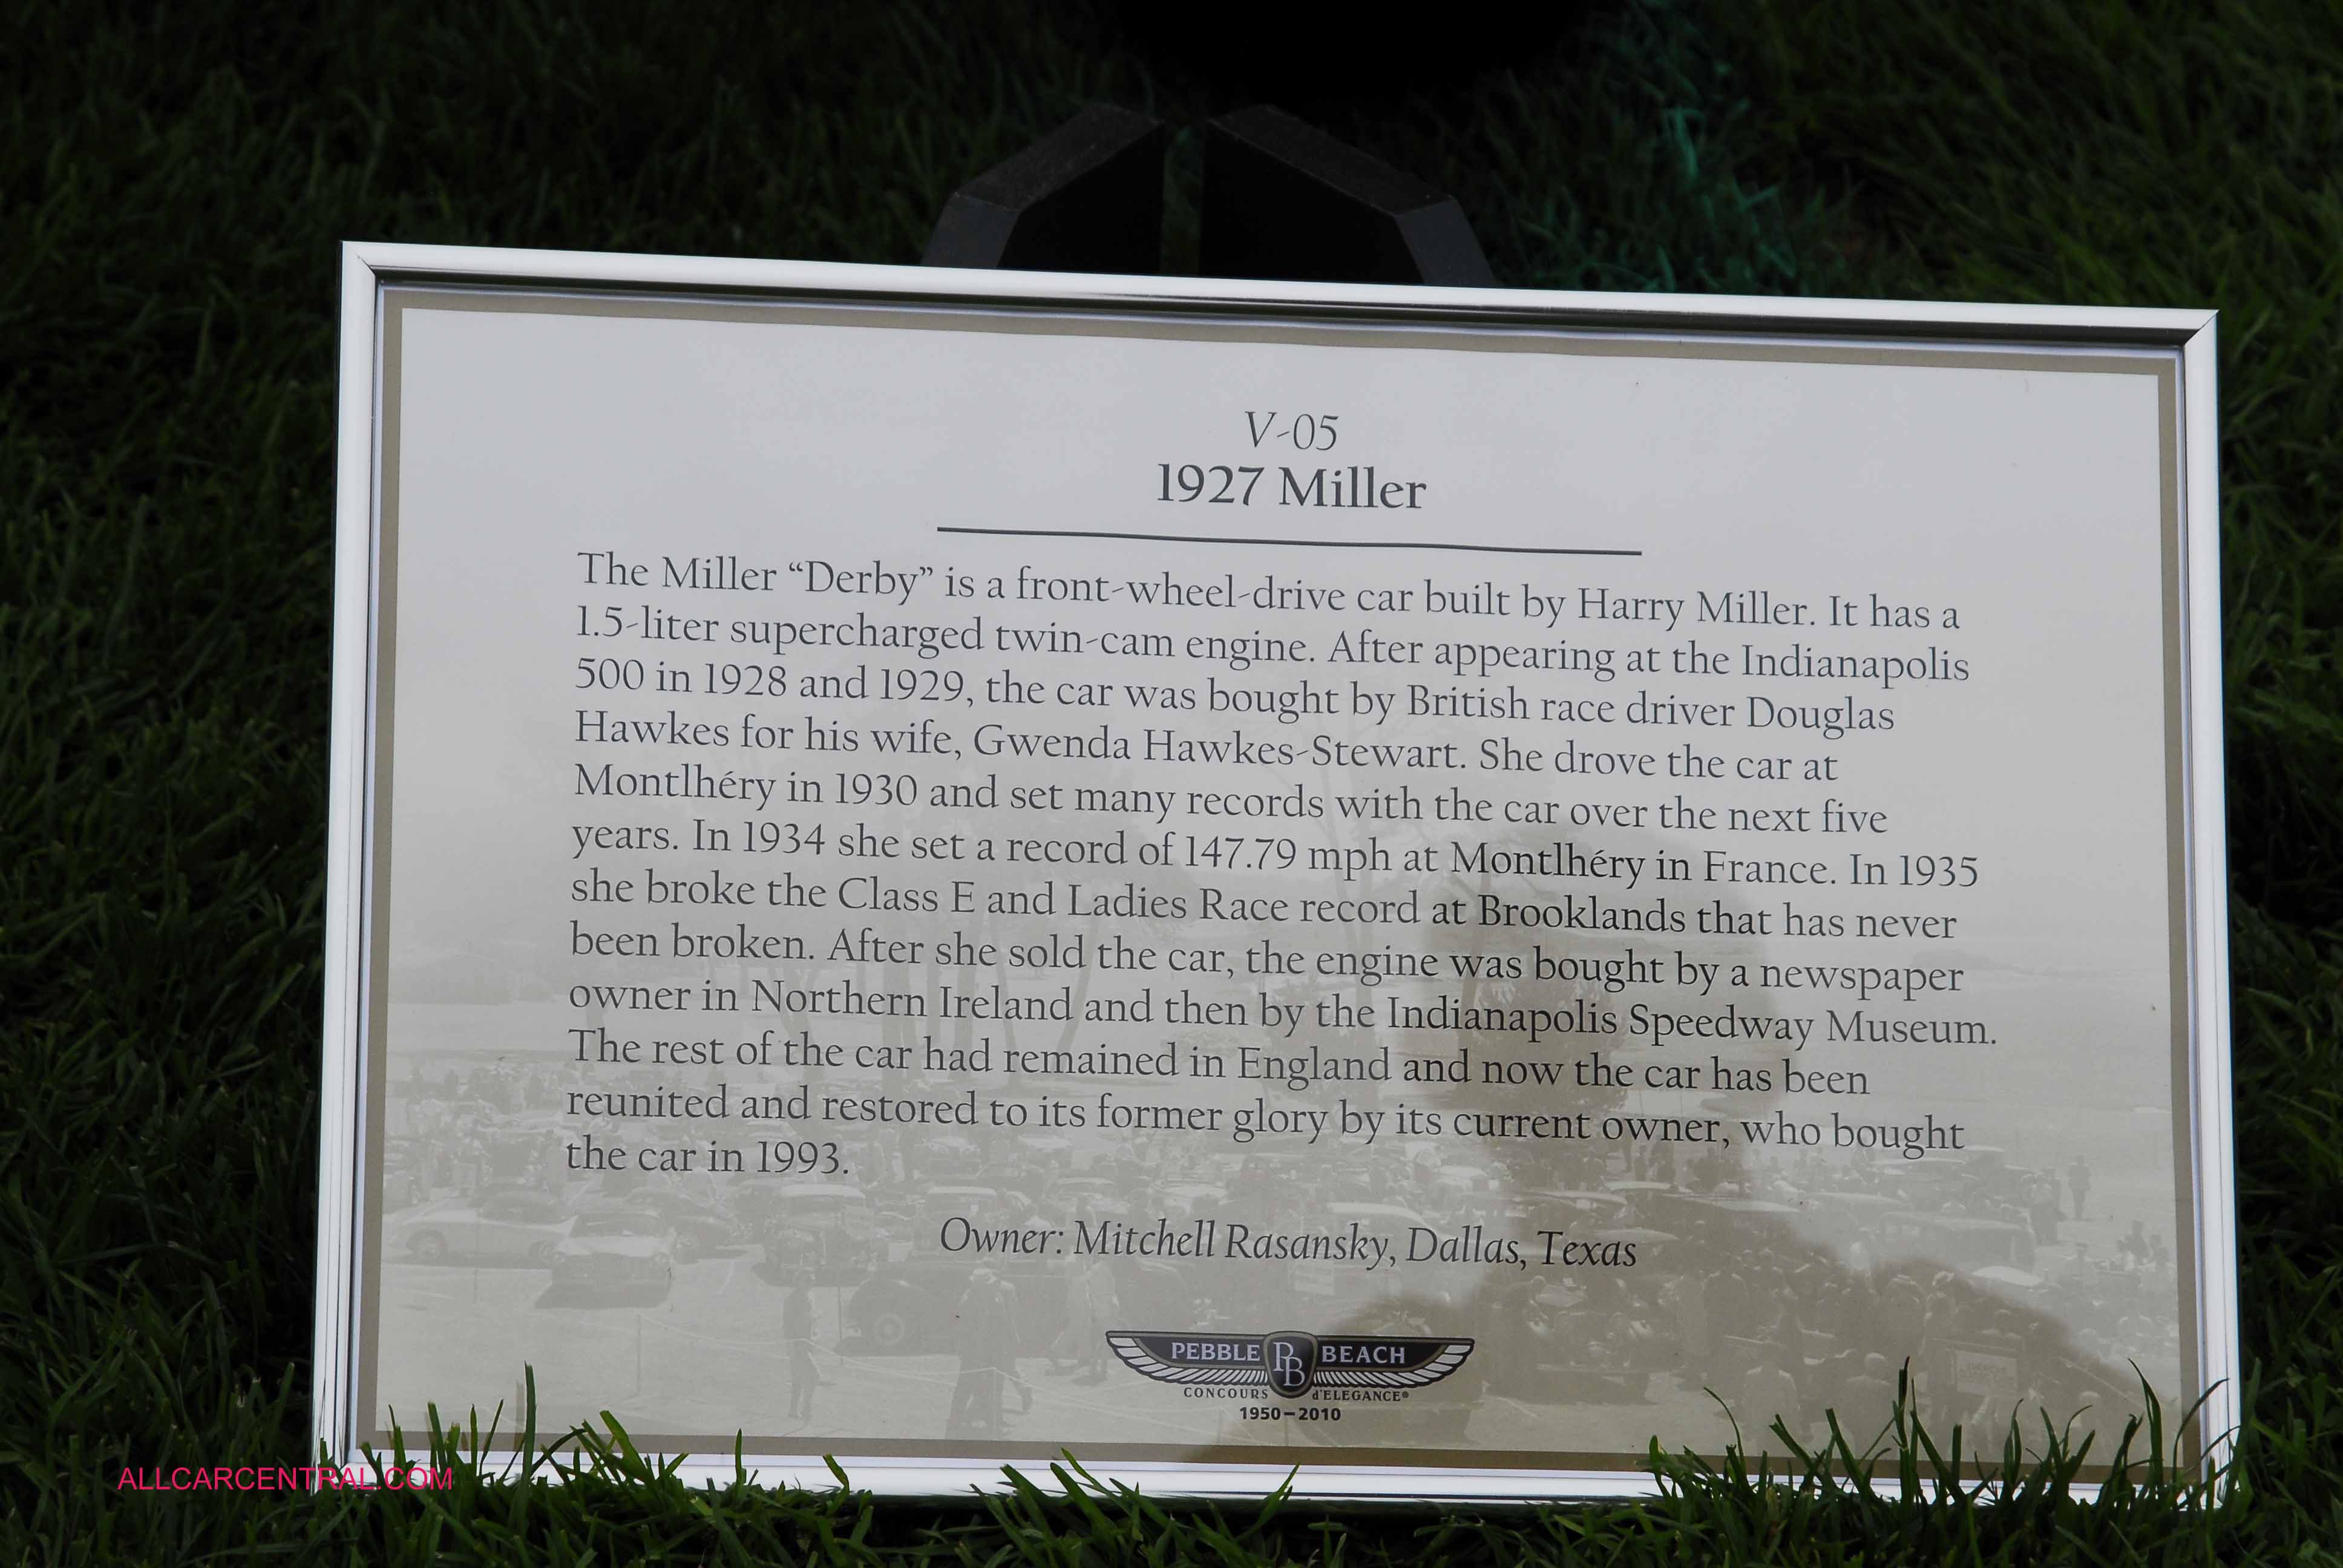 V-05
1927 Miller
The Miller “Derby” is a front-wheel-drive car built by Harry Miller. It has a
1.5-liter supercharged twin-cam engine. After appearing at the Indianapolis
500 in 1928 and 1929, the car was bought by British race driver Douglas
Hawkes for his wife, Gwenda Hawkes-Stewart. She drove the car at
Montlhéry in 1930 and set many records with the car over the next five
years. In 1934 she set a record of 147.79 mph at Montlhéry in France. In 1935
she broke the Class E and Ladies Race record at Brooklands that has never
been broken. After she sold the car, the engine was bought by a newspaper
owner in Northern Ireland and then by the Indianapolis Speedway Museum.
The rest of the car had remained in England and now the car has been
reunited and restored to its former glory by its current owner, who bought
the car in 1993.
Owner: Mitchell Rasansky, Dallas, Texas
PEBBLE PB BEACH
CONCOURS d'ELEGANCE®
1950–2010
ALLCARCENTRAL.COM